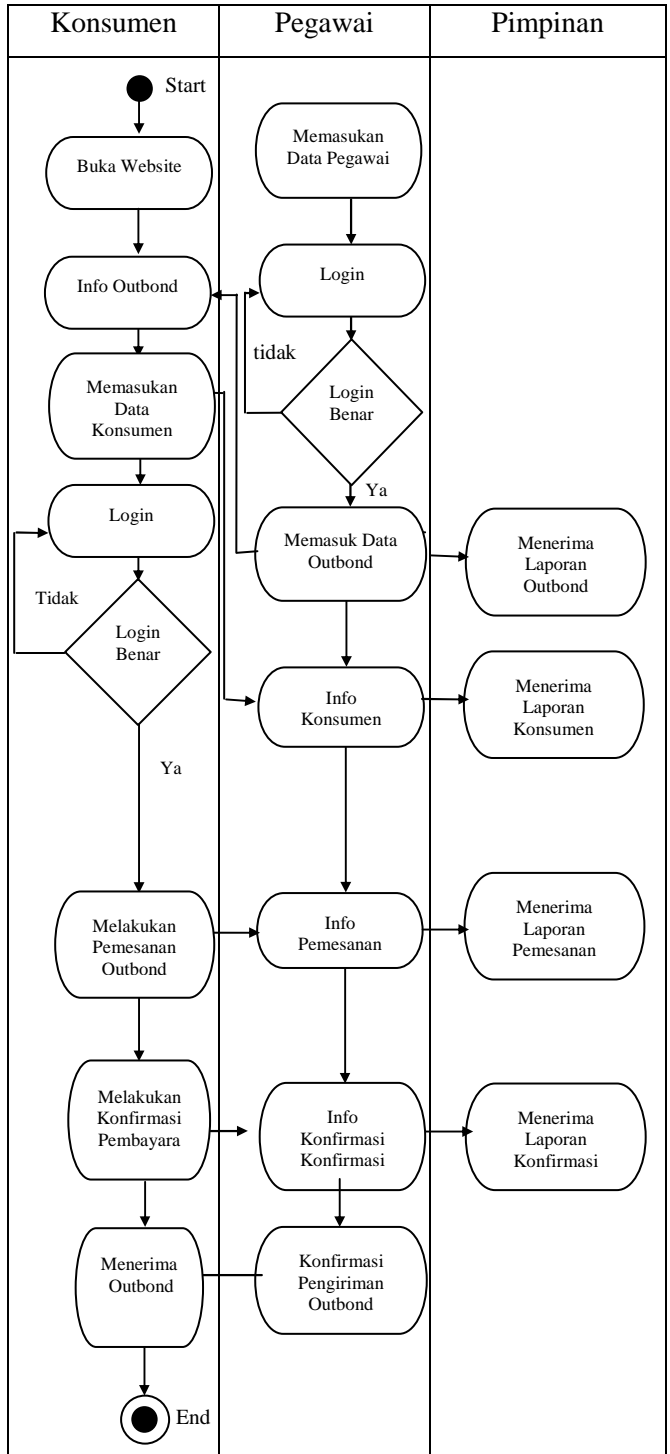 Konsumen
Pegawai
Pimpinan
Start
Buka Website
Info Outbond
Memasukan
Data
Konsumen
Login
Tidak
Login
Benar
Ya
Melakukan
Pemesanan
Outbond
Melakukan
Konfirmasi
Pembayara
Menerima
Outbond
End
Memasukan
Data Pegawai
Login
tidak
Login
Benar
Ya
Memasuk Data
Outbond
Info
Konsumen
Info
Pemesanan
Info
Konfirmasi
Konfirmasi
Konfirmasi
Pengiriman
Outbond
Menerima
Laporan
Outbond
Menerima
Laporan
Konsumen
Menerima
Laporan
Pemesanan
Menerima
Laporan
Konfirmasi